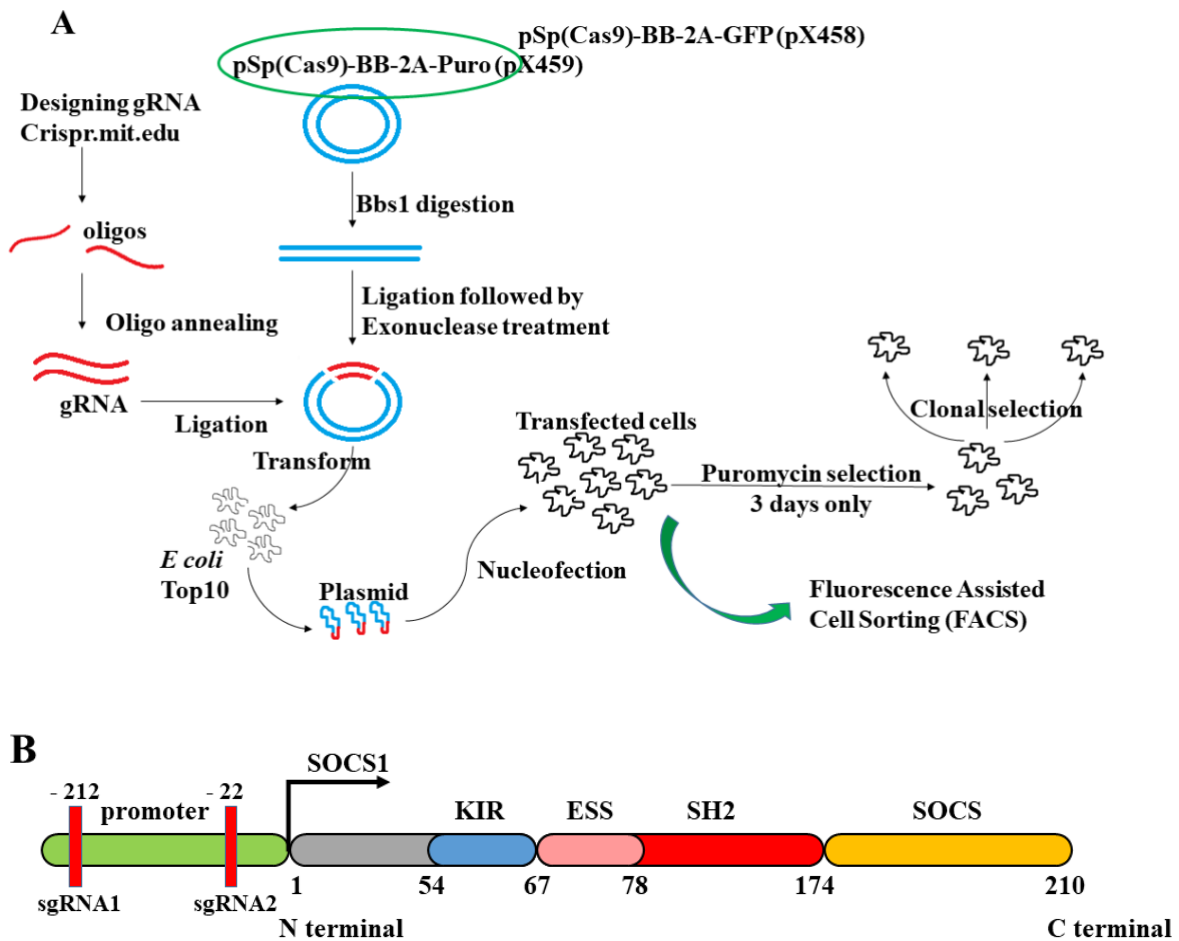 A
pSp(Cas9)-BB-2A-GFP (pX458)
pSp(Cas9)-BB-2A-Puro (pX459)
Designing gRNA
Crispr.mit.edu
Bbs1 digestion
oligos
Ligation followed by
Exonuclease treatment
Oligo annealing
gRNA
Ligation
Transform
Transfected cells
Clonal selection
Puromycin selection
3 days only
E coli
Top10
Plasmid
Nucleofection
Fluorescence Assisted
Cell Sorting (FACS)
B
SOCS1
- 212
promoter
- 22
KIR
ESS
SH2
SOCS
sgRNA1
sgRNA2
1
54
67
78
174
210
N terminal
C terminal